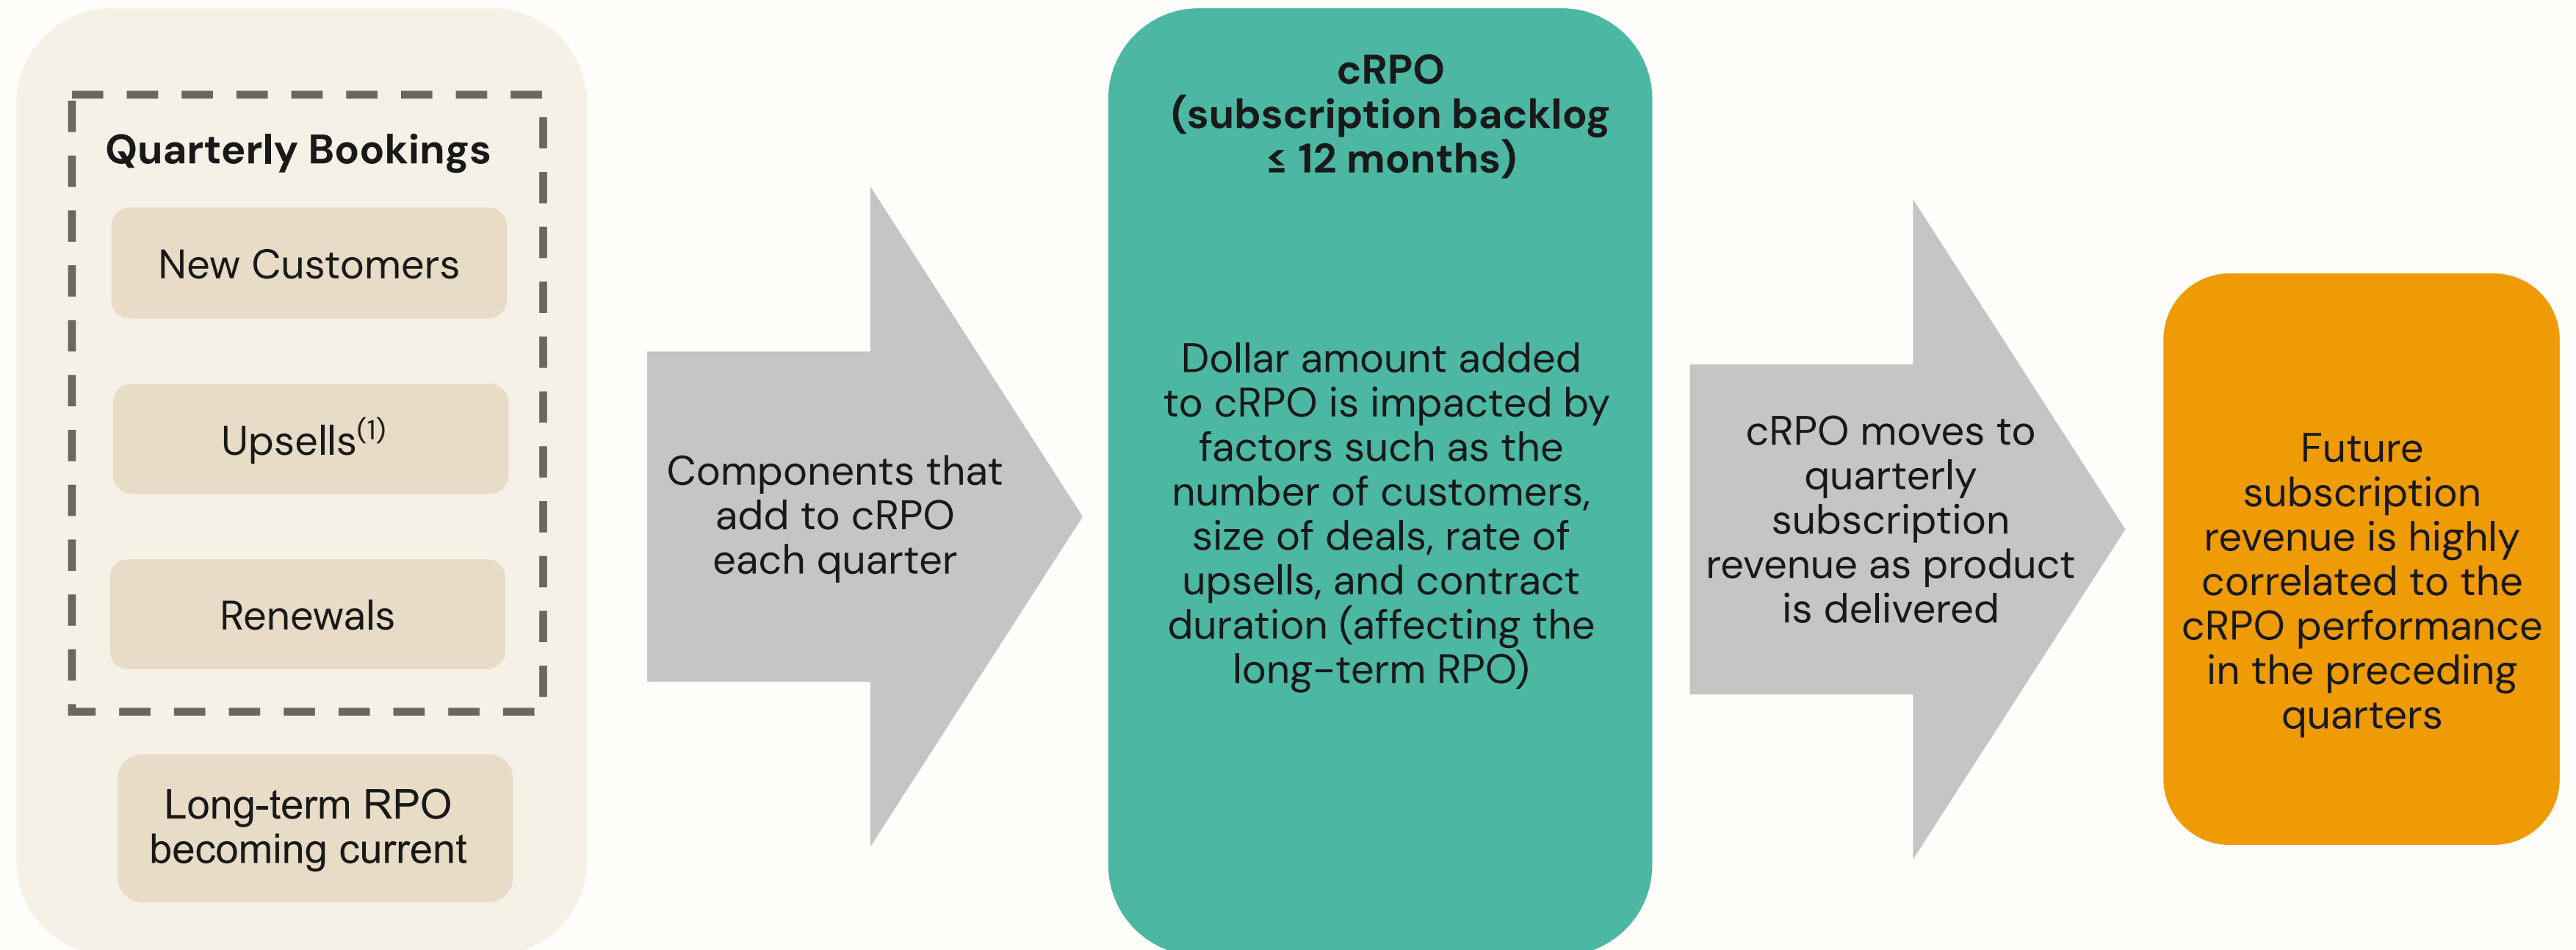 Quarterly Bookings
New Customers
Upsells(1)
Renewals
Long-term RPO
becoming current
Components that
add to cRPO
each quarter
cRPO
(subscription backlog
≤ 12 months)
Dollar amount added
to cRPO is impacted by
factors such as the
number of customers,
size of deals, rate of
upsells, and contract
duration (affecting the
long-term RPO)
cRPO moves to
quarterly
subscription
revenue as product
is delivered
Future
subscription
revenue is highly
correlated to the
cRPO performance
in the preceding
quarters